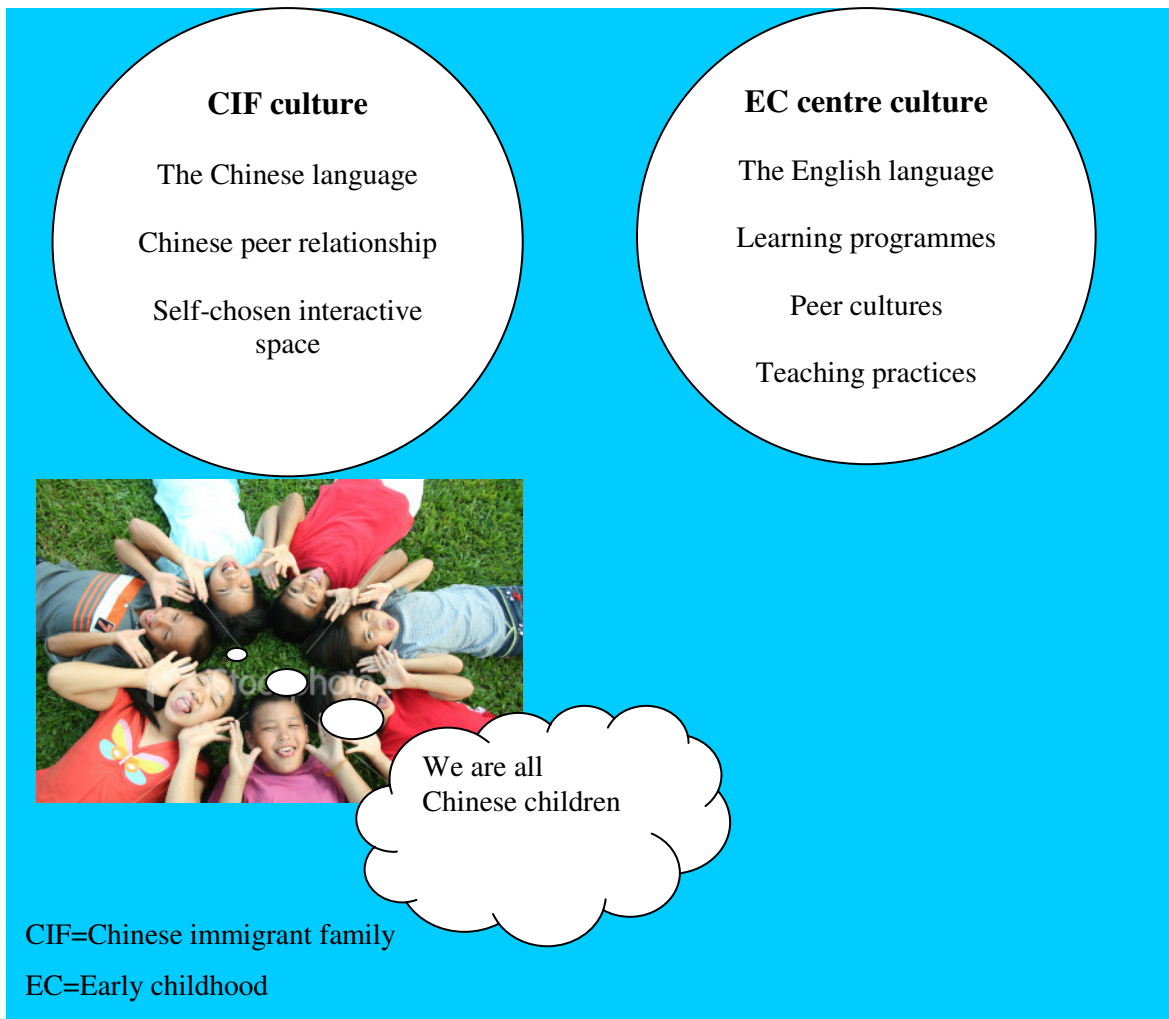 CIF culture
The Chinese language
Chinese peer relationship
Self-chosen interactive
space
EC centre culture
The English language
Learning programmes
Peer cultures
Teaching practices
We are all
Chinese children
CIF=Chinese immigrant family
EC=Early childhood